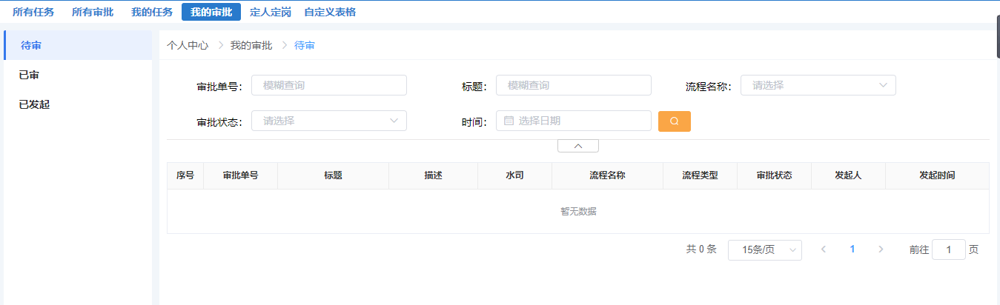 所有任务 所有审批 我的任务 我的审批 定人定岗 自定义表格
待审
已审
已发起
个人中心 我的审批 待审
审批单号: 模糊查询 标题: 模糊查询 流程名称: 请选择
审批状态: 请选择 时间: 选择日期
序号 审批单号 标题 描述 水司 流程名称 流程类型 审批状态 发起人 发起时间
暂无数据
共 0 条 15条/页 1 前往 1 页